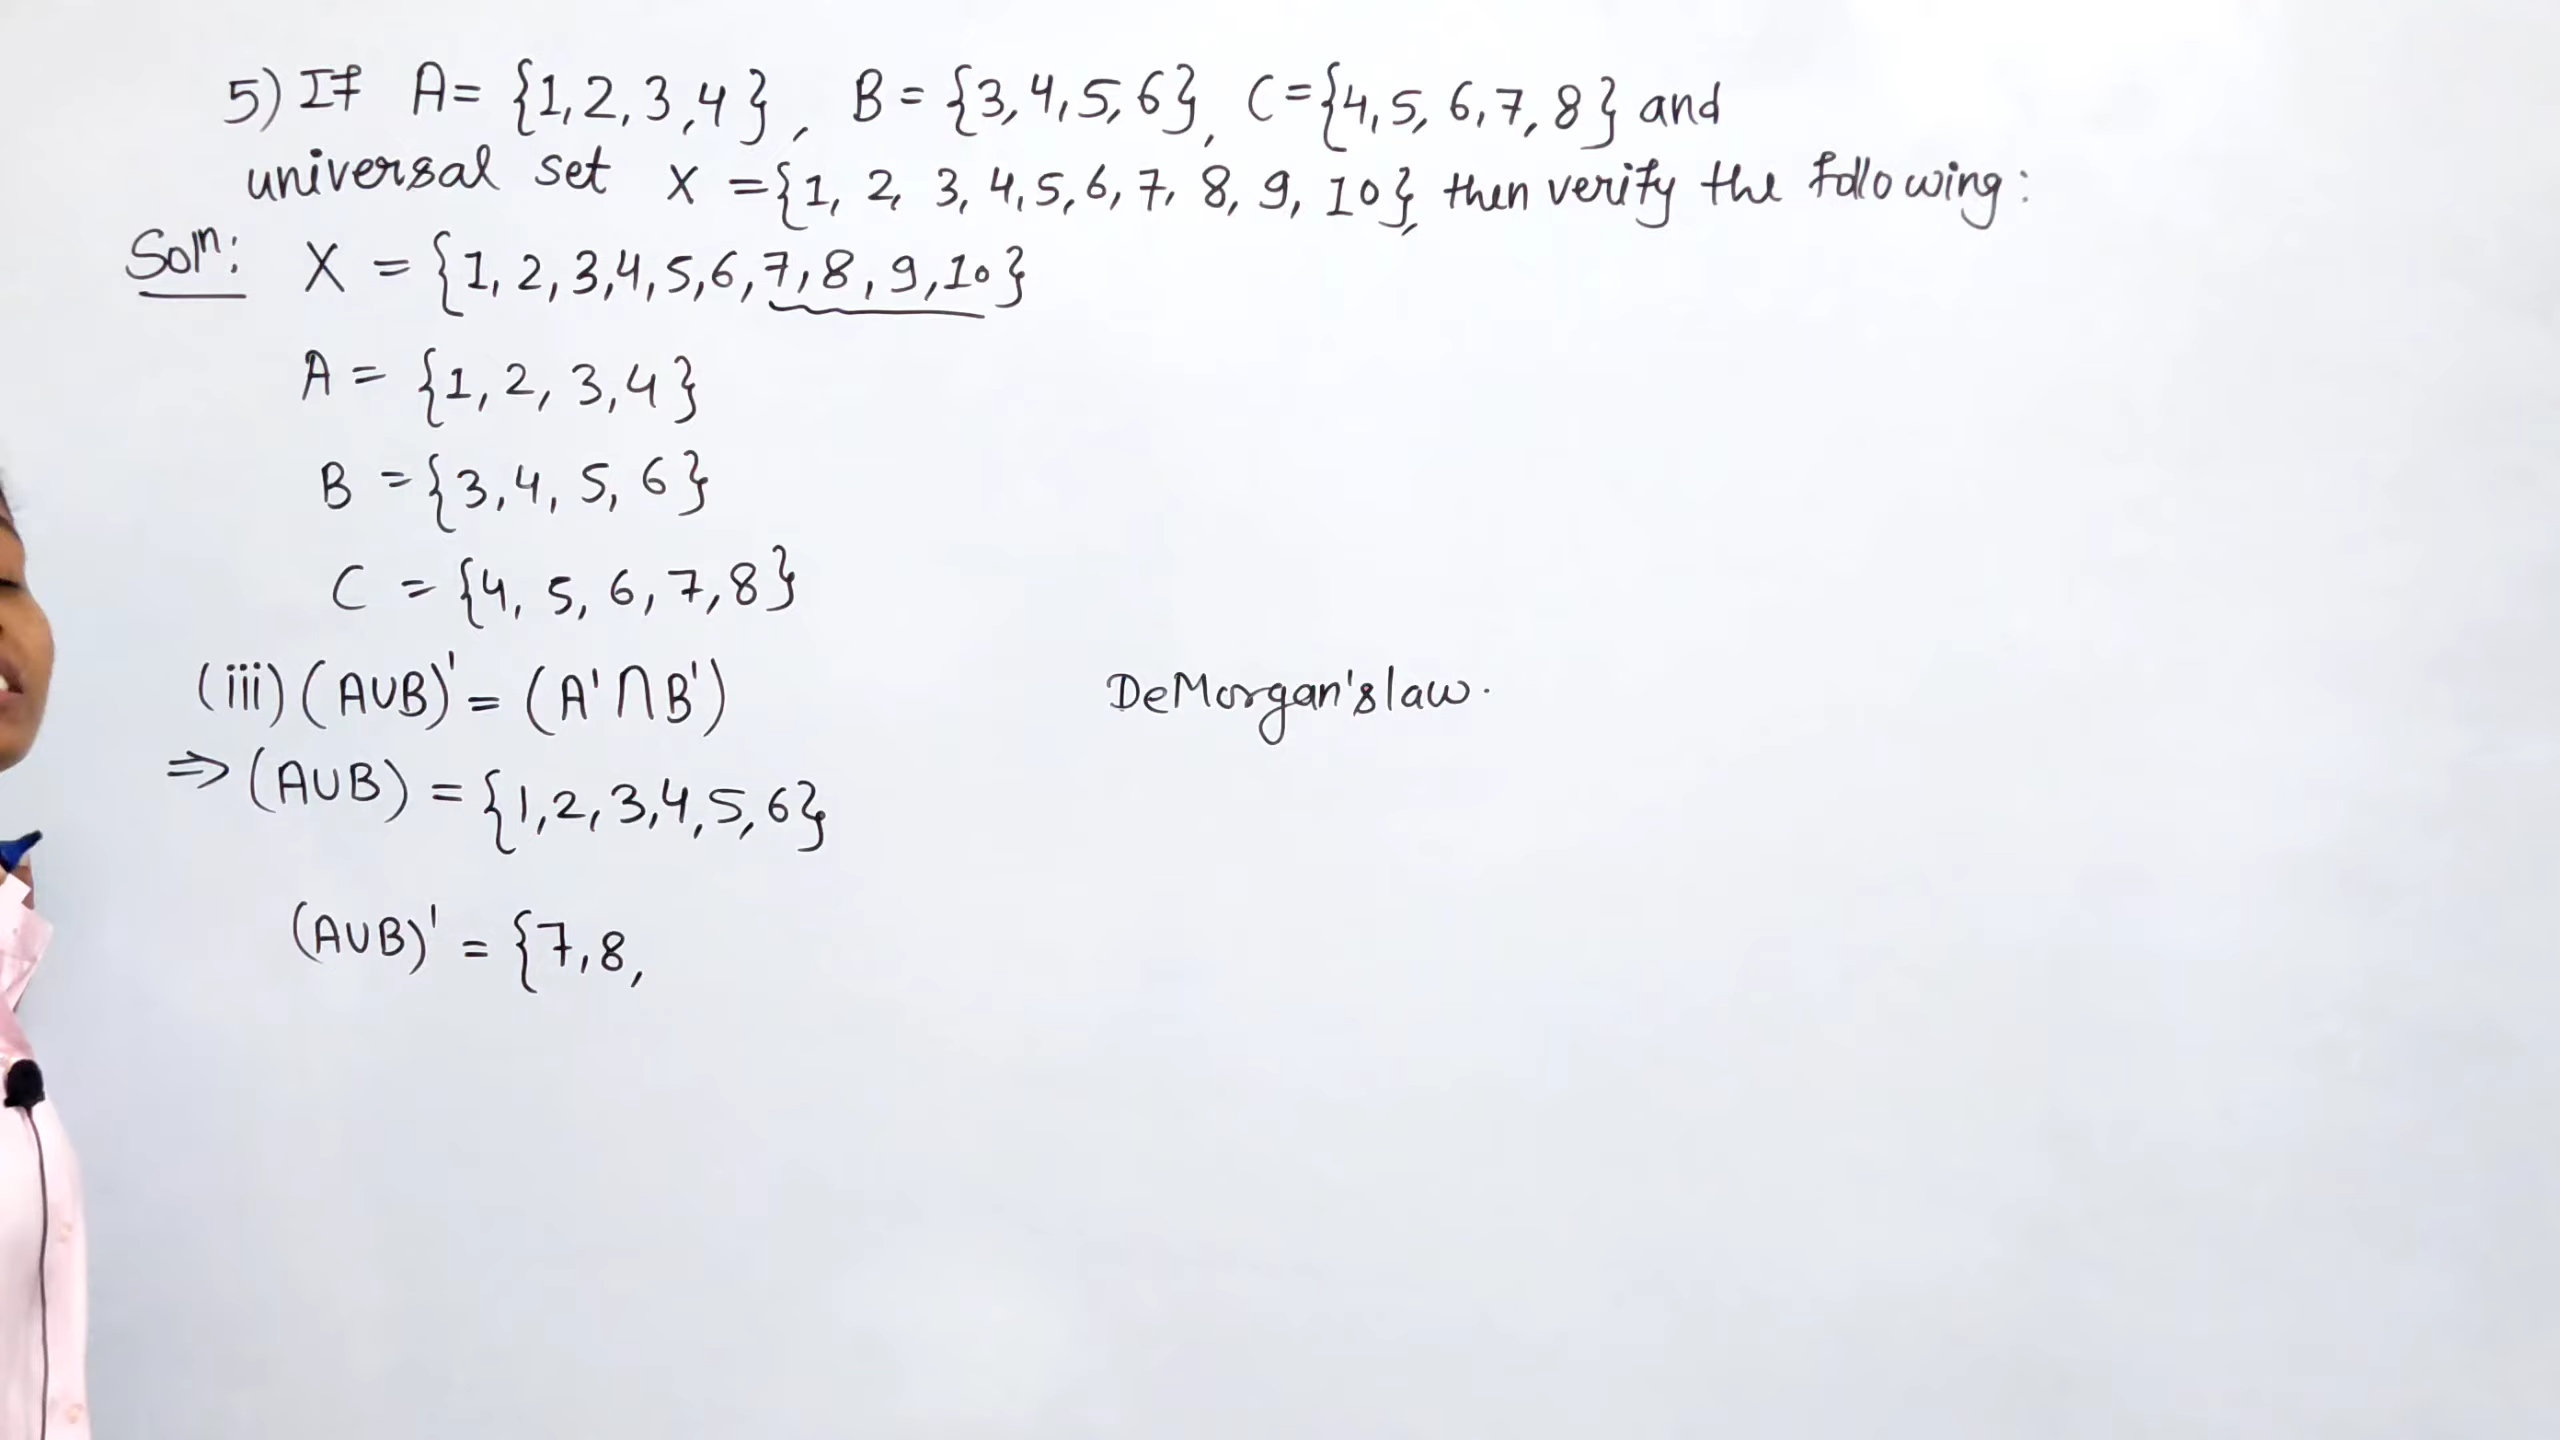 5) If A= {1,2,3,4}, B = {3,4,5,6}, C={4,5,6,7,8} and
universal set X ={1, 2, 3, 4,5,6,7, 8, 9, 10}, then verify the following:
Solⁿ: X = {1,2,3,4,5,6,7,8,9,10}
A = {1,2,3,4}
B ={3,4,5,6}
C = {4,5,6,7,8}
(iii) (A∪B)' = (A'∩B') DeMorgan's law.
⇒ (A∪B) = {1,2,3,4,5,6}
(A∪B)' = {7,8,